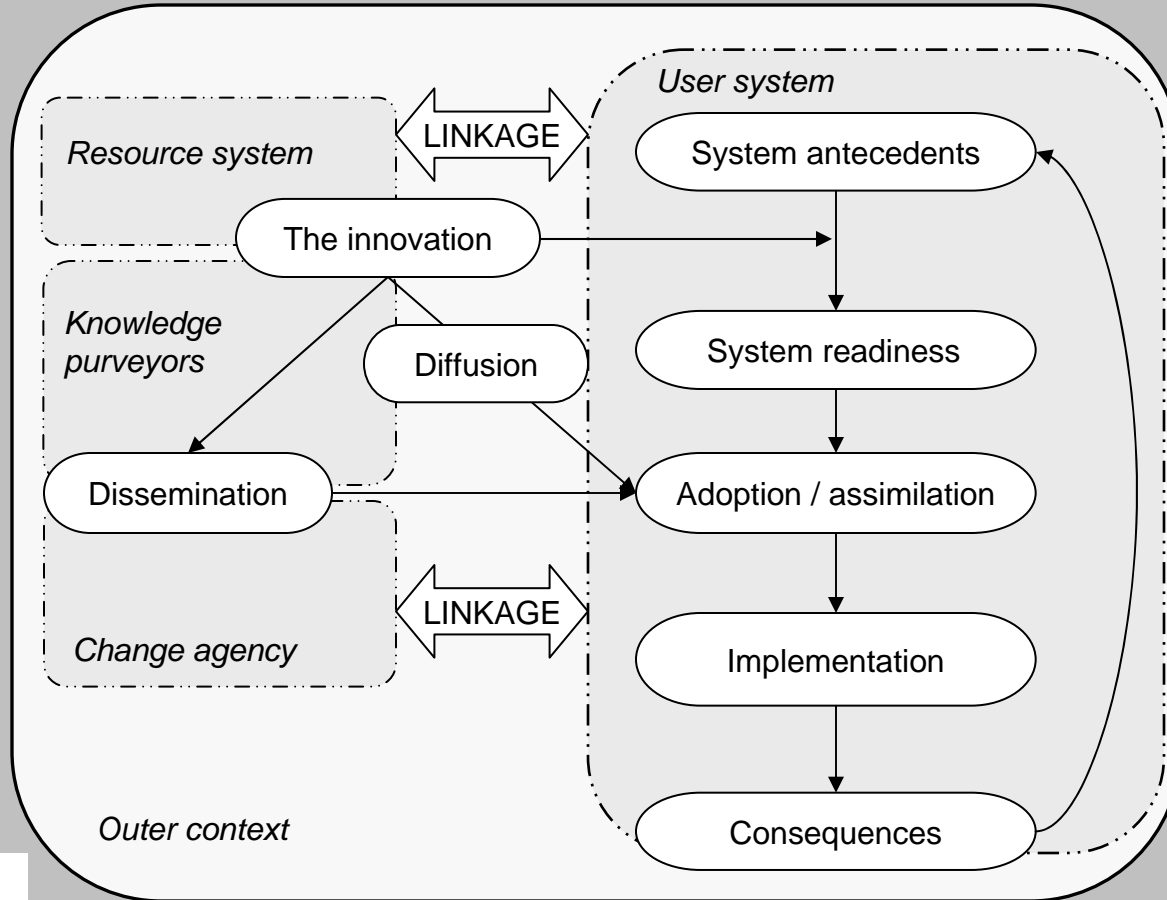 User system
LINKAGE
System antecedents
Resource system
The innovation
Knowledge
purveyors
Diffusion
System readiness
Dissemination
Adoption / assimilation
LINKAGE
Change agency
Implementation
Outer context
Consequences